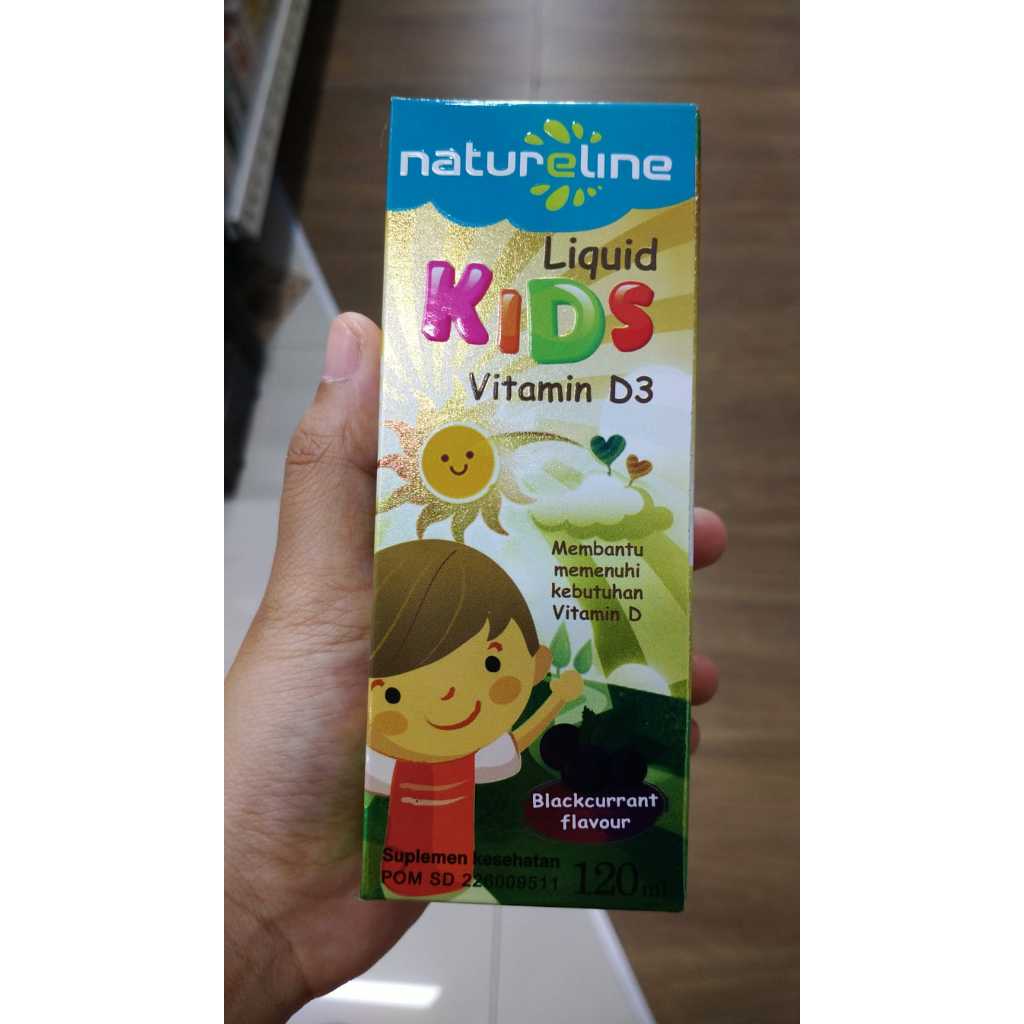 natureline
Liquid
KIDS
Vitamin D3
Membantu
memenuhi
kebutuhan
Vitamin D
Blackcurrant
flavour
Suplemen kesehatan
POM SD 226009511 120 ml